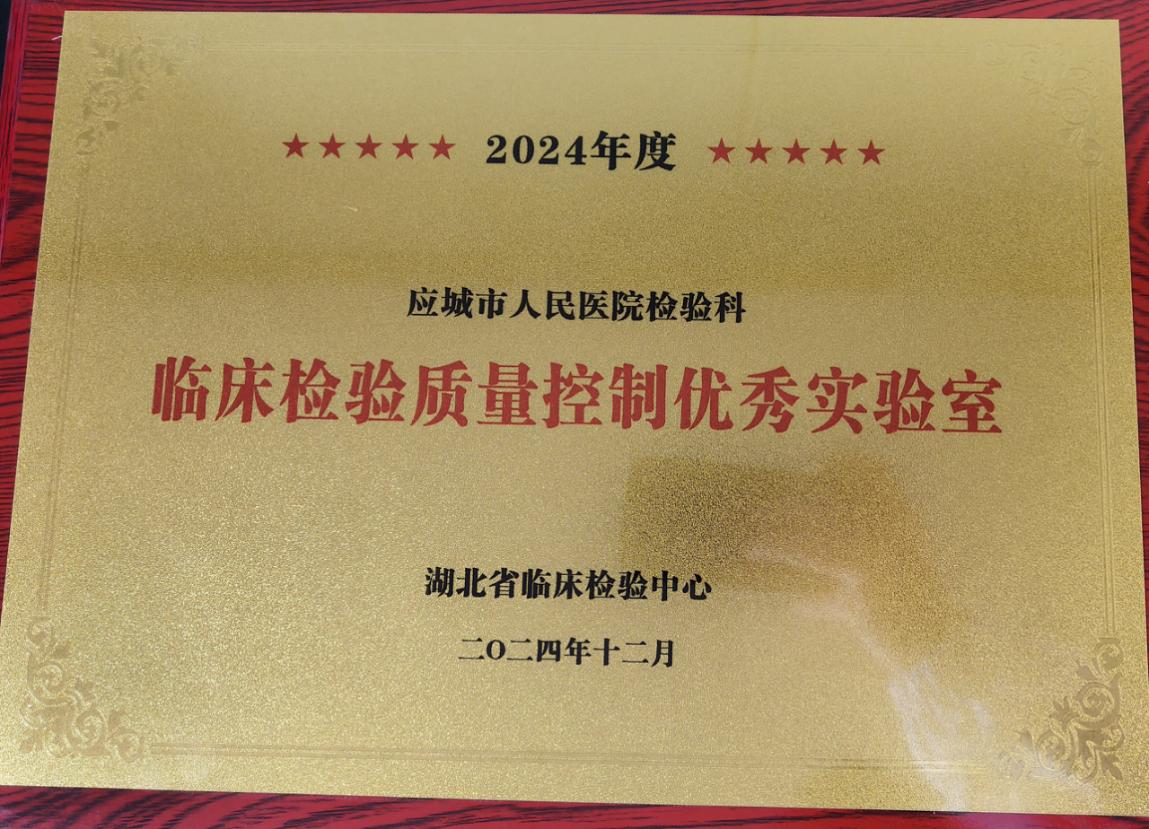 ★★★★★ 2024年度 ★★★★★
应城市人民医院检验科
临床检验质量控制优秀实验室
湖北省临床检验中心
二O二四年十二月